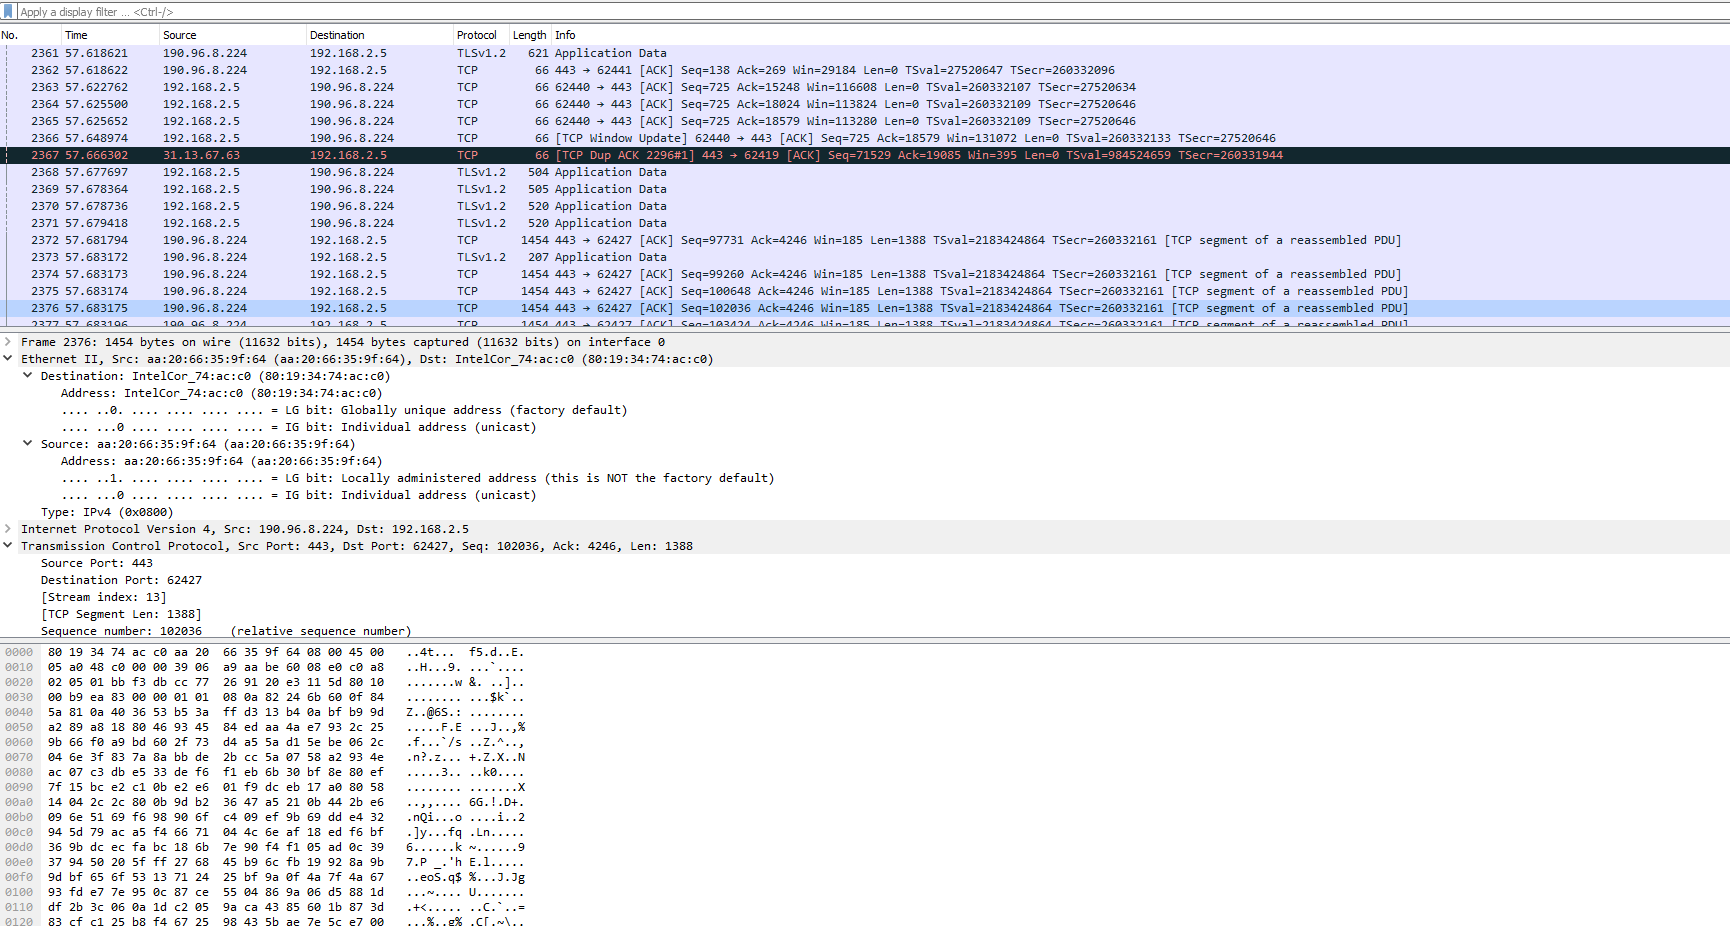 Apply a display filter ... <Ctrl-/>
No. Time Source Destination Protocol Length Info
2361 57.618621 190.96.8.224 192.168.2.5 TLSv1.2 621 Application Data
2362 57.618622 190.96.8.224 192.168.2.5 TCP 66 443 → 62441 [ACK] Seq=138 Ack=269 Win=29184 Len=0 TSval=27520647 TSecr=260332096
2363 57.622762 192.168.2.5 190.96.8.224 TCP 66 62440 → 443 [ACK] Seq=725 Ack=15248 Win=116608 Len=0 TSval=260332107 TSecr=27520634
2364 57.625500 192.168.2.5 190.96.8.224 TCP 66 62440 → 443 [ACK] Seq=725 Ack=18024 Win=113824 Len=0 TSval=260332109 TSecr=27520646
2365 57.625652 192.168.2.5 190.96.8.224 TCP 66 62440 → 443 [ACK] Seq=725 Ack=18579 Win=113280 Len=0 TSval=260332109 TSecr=27520646
2366 57.648974 192.168.2.5 190.96.8.224 TCP 66 [TCP Window Update] 62440 → 443 [ACK] Seq=725 Ack=18579 Win=131072 Len=0 TSval=260332133 TSecr=27520646
2367 57.666302 31.13.67.63 192.168.2.5 TCP 66 [TCP Dup ACK 2296#1] 443 → 62419 [ACK] Seq=71529 Ack=19085 Win=395 Len=0 TSval=984524659 TSecr=260331944
2368 57.677697 192.168.2.5 190.96.8.224 TLSv1.2 504 Application Data
2369 57.678364 192.168.2.5 190.96.8.224 TLSv1.2 505 Application Data
2370 57.678736 192.168.2.5 190.96.8.224 TLSv1.2 520 Application Data
2371 57.679418 192.168.2.5 190.96.8.224 TLSv1.2 520 Application Data
2372 57.681794 190.96.8.224 192.168.2.5 TCP 1454 443 → 62427 [ACK] Seq=97731 Ack=4246 Win=185 Len=1388 TSval=2183424864 TSecr=260332161 [TCP segment of a reassembled PDU]
2373 57.683172 190.96.8.224 192.168.2.5 TLSv1.2 207 Application Data
2374 57.683173 190.96.8.224 192.168.2.5 TCP 1454 443 → 62427 [ACK] Seq=99260 Ack=4246 Win=185 Len=1388 TSval=2183424864 TSecr=260332161 [TCP segment of a reassembled PDU]
2375 57.683174 190.96.8.224 192.168.2.5 TCP 1454 443 → 62427 [ACK] Seq=100648 Ack=4246 Win=185 Len=1388 TSval=2183424864 TSecr=260332161 [TCP segment of a reassembled PDU]
2376 57.683175 190.96.8.224 192.168.2.5 TCP 1454 443 → 62427 [ACK] Seq=102036 Ack=4246 Win=185 Len=1388 TSval=2183424864 TSecr=260332161 [TCP segment of a reassembled PDU]
2377 57.683196 190.96.8.224 192.168.2.5 TCP 1454 443 → 62427 [ACK] Seq=103424 Ack=4246 Win=185 Len=1388 TSval=2183424864 TSecr=260332161 [TCP segment of a reassembled PDU]
Frame 2376: 1454 bytes on wire (11632 bits), 1454 bytes captured (11632 bits) on interface 0
Ethernet II, Src: aa:20:66:35:9f:64 (aa:20:66:35:9f:64), Dst: IntelCor_74:ac:c0 (80:19:34:74:ac:c0)
Destination: IntelCor_74:ac:c0 (80:19:34:74:ac:c0)
Address: IntelCor_74:ac:c0 (80:19:34:74:ac:c0)
.... ..0. .... .... .... .... = LG bit: Globally unique address (factory default)
.... ...0 .... .... .... .... = IG bit: Individual address (unicast)
Source: aa:20:66:35:9f:64 (aa:20:66:35:9f:64)
Address: aa:20:66:35:9f:64 (aa:20:66:35:9f:64)
.... ..1. .... .... .... .... = LG bit: Locally administered address (this is NOT the factory default)
.... ...0 .... .... .... .... = IG bit: Individual address (unicast)
Type: IPv4 (0x0800)
Internet Protocol Version 4, Src: 190.96.8.224, Dst: 192.168.2.5
Transmission Control Protocol, Src Port: 443, Dst Port: 62427, Seq: 102036, Ack: 4246, Len: 1388
Source Port: 443
Destination Port: 62427
[Stream index: 13]
[TCP Segment Len: 1388]
Sequence number: 102036 (relative sequence number)
0000 80 19 34 74 ac c0 aa 20 66 35 9f 64 08 00 45 00 ..4t... f5.d..E.
0010 05 a0 48 c0 00 00 39 06 a9 aa be 60 08 e0 c0 a8 ..H...9. ...`....
0020 02 05 01 bb f3 db cc 77 26 91 20 e3 11 5d 80 10 .......w &. ..]..
0030 00 b9 ea 83 00 00 01 01 08 0a 82 24 6b 60 0f 84 ........ ...$k`..
0040 5a 81 0a 40 36 53 b5 3a ff d3 13 b4 0a bf b9 9d Z..@6S.: ........
0050 a2 89 a8 18 80 46 93 45 84 ed aa 4a e7 93 2c 25 .....F.E ...J..,%
0060 9b 66 f0 a9 bd 60 2f 73 d4 a5 5a d1 5e be 06 2c .f...`/s ..Z.^..,
0070 04 6e 3f 83 7a 8a bb de 2b cc 5a 07 58 a2 93 4e .n?.z... +.Z.X..N
0080 ac 07 c3 db e5 33 de f6 f1 eb 6b 30 bf 8e 80 ef .....3.. ..k0....
0090 7f 15 bc e2 c1 0b e2 e6 01 f9 dc eb 17 a0 80 58 ........ .......X
00a0 14 04 2c 2c 80 0b 9d b2 36 47 a5 21 0b 44 2b e6 ..,,.... 6G.!.D+.
00b0 09 6e 51 69 f6 98 90 6f c4 09 ef 9b 69 dd e4 32 .nQi...o ....i..2
00c0 94 5d 79 ac a5 f4 66 71 04 4c 6e af 18 ed f6 bf .]y...fq .Ln.....
00d0 36 9b dc ec fa bc 18 6b 7e 90 f4 f1 05 ad 0c 39 6......k ~......9
00e0 37 94 50 20 5f ff 27 68 45 b9 6c fb 19 92 8a 9b 7.P _.'h E.l.....
00f0 9d bf 65 6f 53 13 71 24 25 bf 9a 0f 4a 7f 4a 67 ..eoS.q$ %...J.Jg
0100 93 fd e7 7e 95 0c 87 ce 55 04 86 9a 06 d5 88 1d ...~.... U.......
0110 df 2b 3c 06 0a 1d c2 05 9a ca 43 85 60 1b 87 3d .+<..... ..C.`..=
0120 83 cf c1 25 b8 f4 67 25 98 43 5b ae 7e 5c e7 00 ...%..g% .C[.~\..